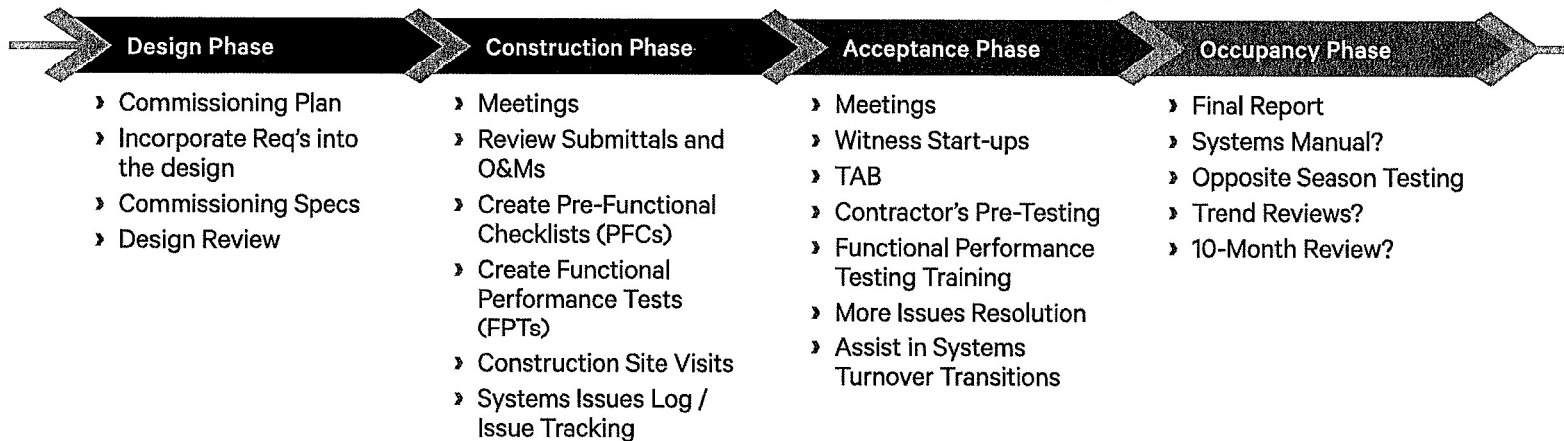 Design Phase
Commissioning Plan
Incorporate Req's into
the design
Commissioning Specs
Design Review
Construction Phase
Meetings
Review Submittals and
O&Ms
Create Pre-Functional
Checklists (PFCs)
Create Functional
Performance Tests
(FPTs)
Construction Site Visits
Systems Issues Log /
Issue Tracking
Acceptance Phase
Meetings
Witness Start-ups
TAB
Contractor's Pre-Testing
Functional Performance
Testing Training
More Issues Resolution
Assist in Systems
Turnover Transitions
Occupancy Phase
Final Report
Systems Manual?
Opposite Season Testing
Trend Reviews?
10-Month Review?